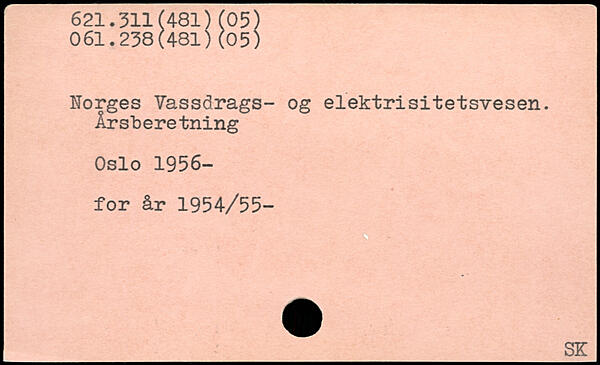 621.311(481)(05)
061.238(481)(05)
Norges Vassdrags- og elektrisitetsvesen.
Årsberetning
Oslo 1956-
for år 1954/55-
SK